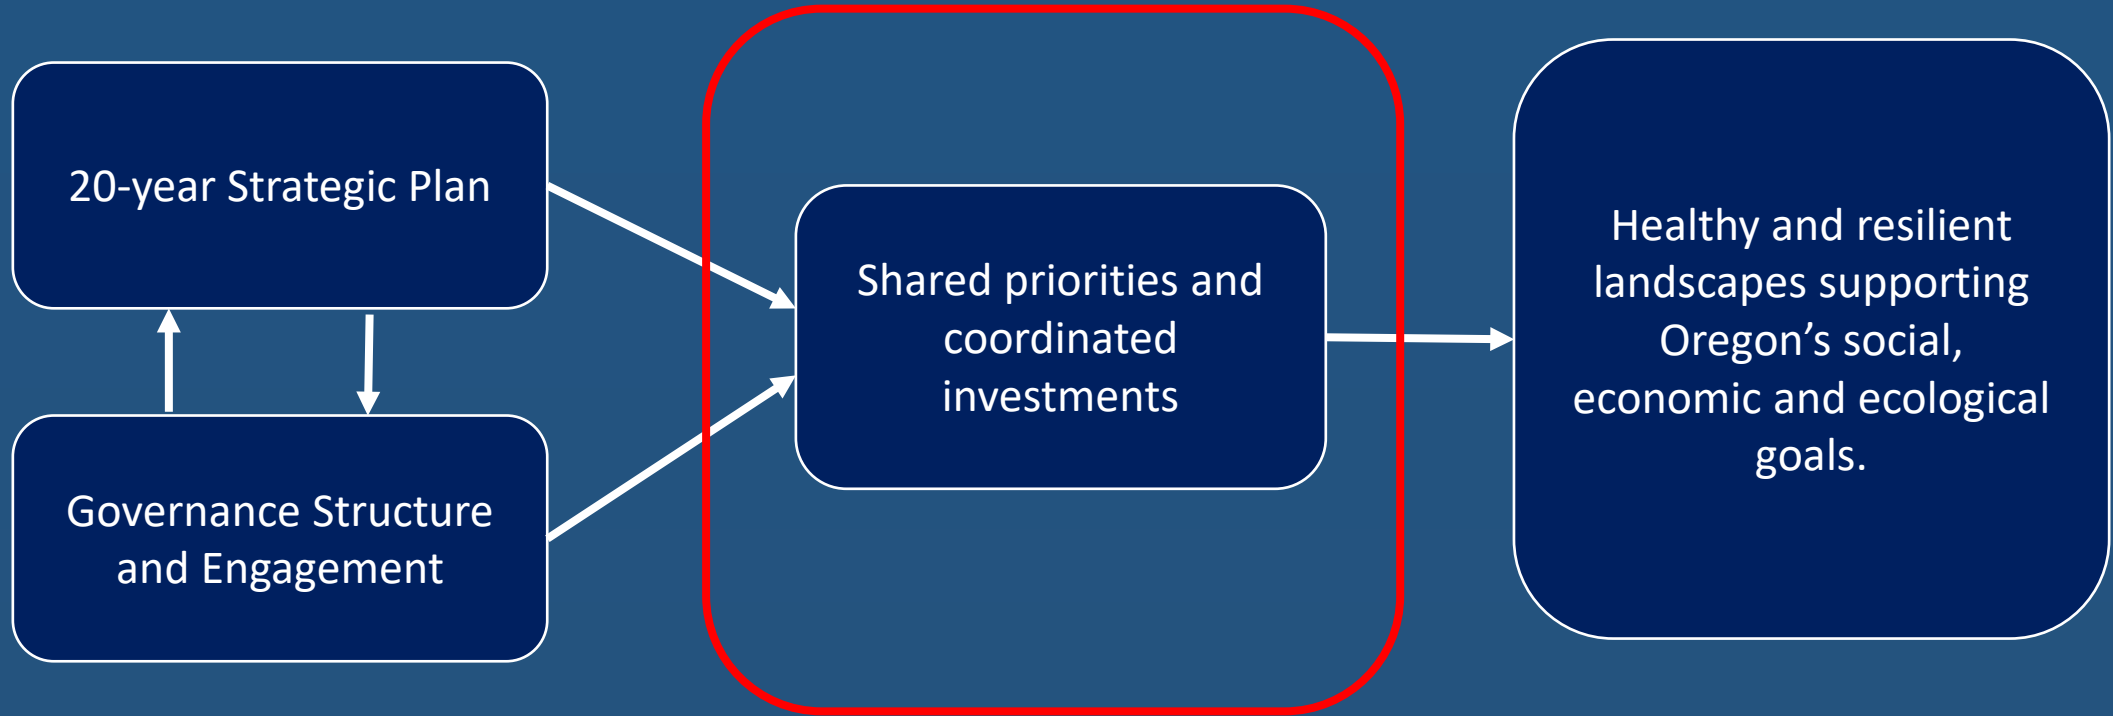 20-year Strategic Plan
Governance Structure
and Engagement
Shared priorities and
coordinated
investments
Healthy and resilient
landscapes supporting
Oregon’s social,
economic and ecological
goals.